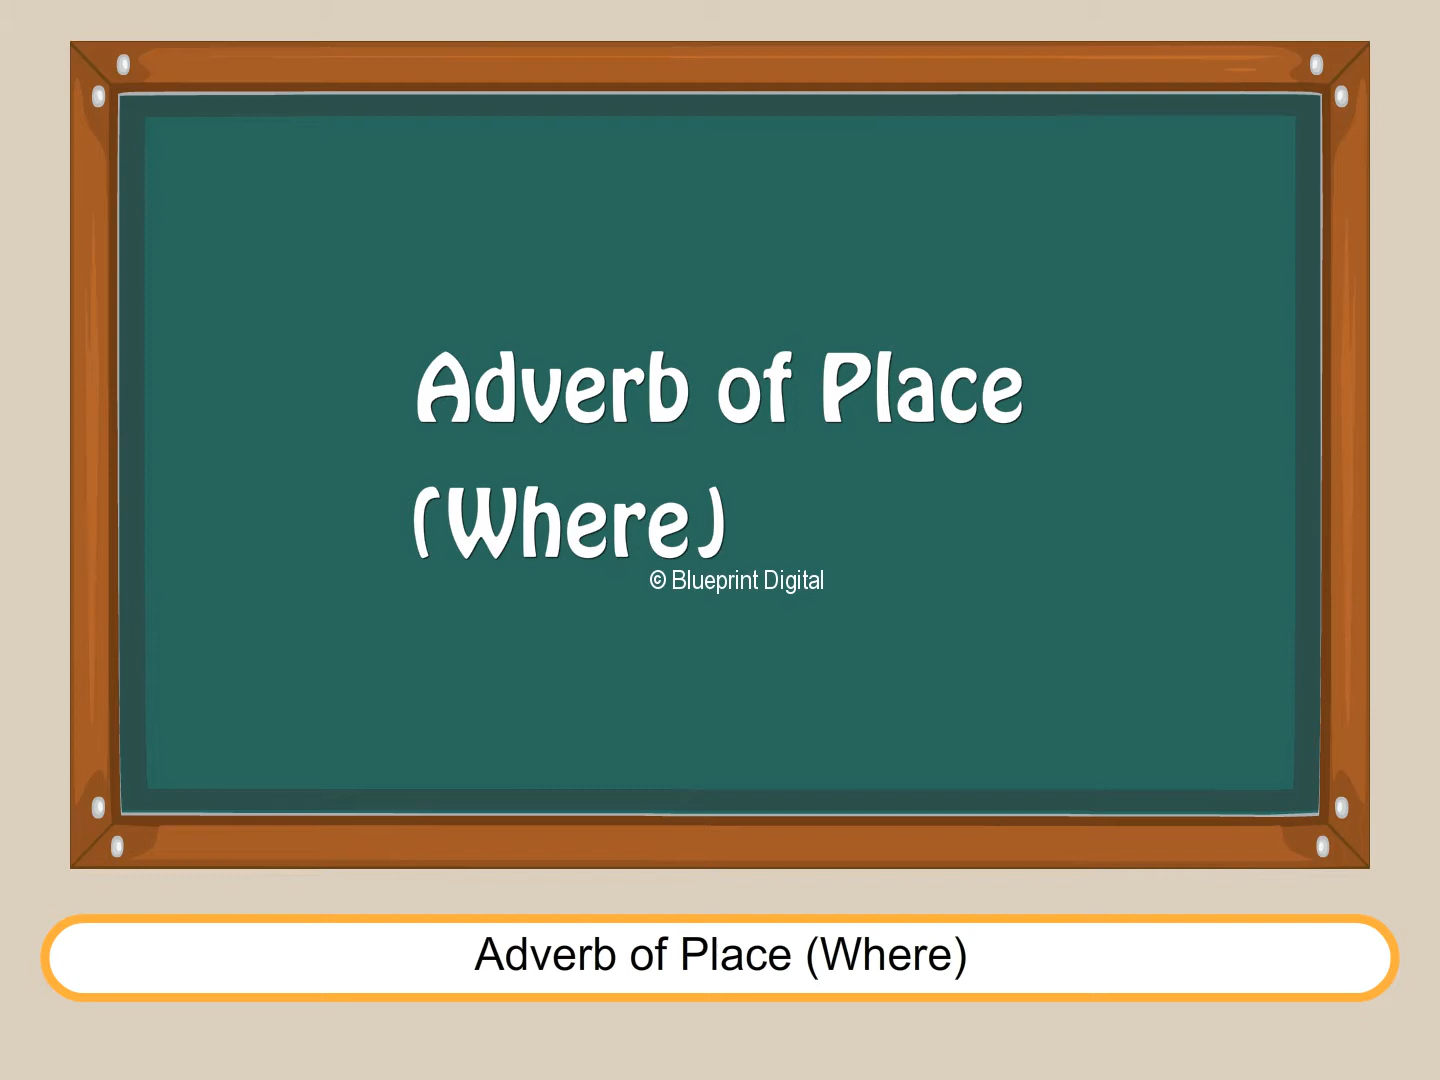 Adverb of Place
(Where)
© Blueprint Digital
Adverb of Place (Where)